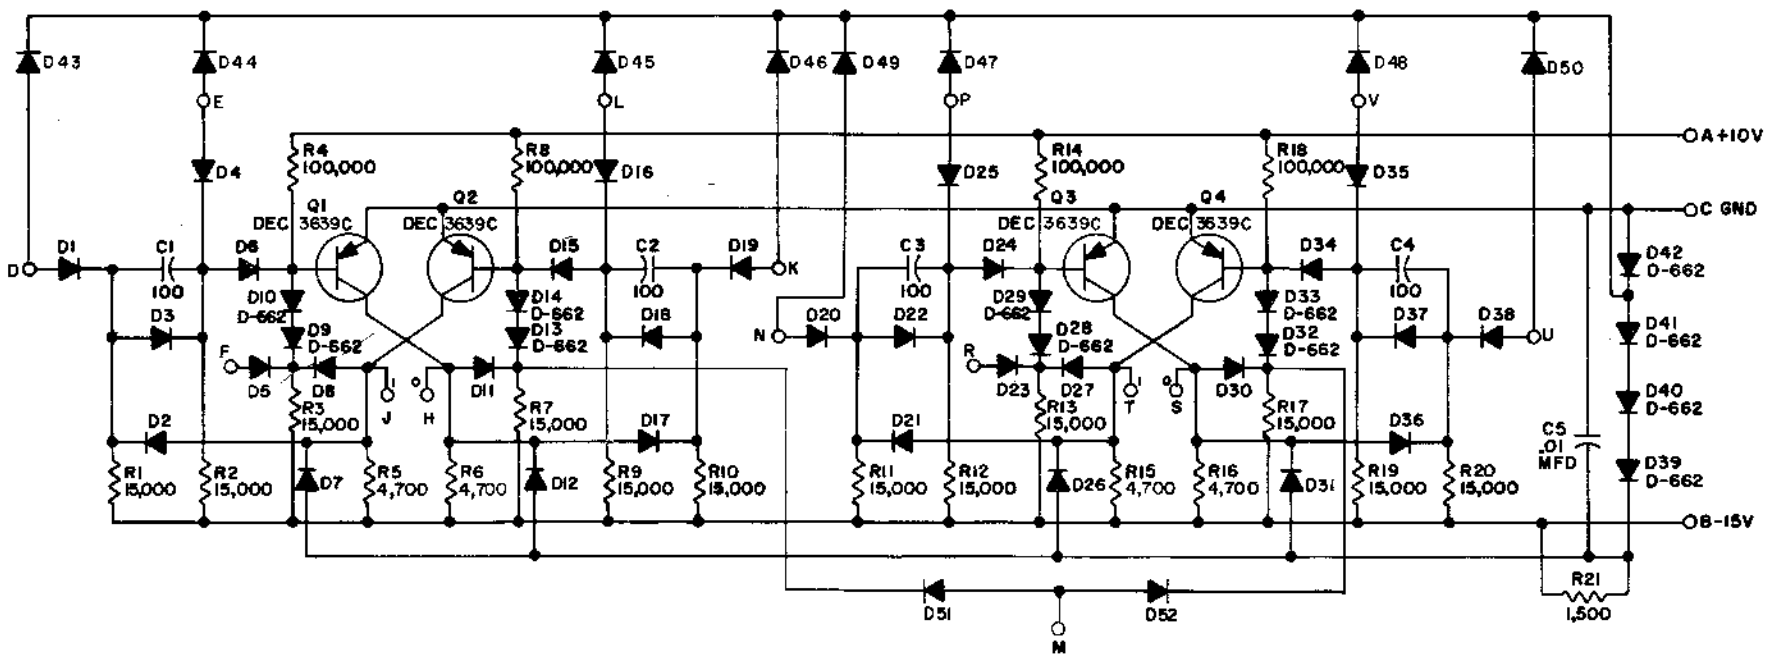 D43
D44
D45
D46
D49
D47
D48
D50
E
L
P
V
A+10V
R4
100,000
R8
100,000
R14
100,000
R18
100,000
D4
D16
D25
D35
Q1
DEC 3639C
Q2
DEC 3639C
Q3
DEC 3639C
Q4
DEC 3639C
C GND
D
D1
C1
100
D6
D15
C2
100
D19
K
C3
100
D24
D34
C4
100
D42
D-662
D10
D-662
D14
D-662
D29
D-662
D33
D-662
D3
D9
D-662
D13
D-662
D18
N
D20
D22
D28
D-662
D32
D-662
D37
D38
U
D41
D-662
F
D5
D8
1
J
0
H
D11
R
D23
D27
1
T
0
S
D30
R3
15,000
R7
15,000
R13
15,000
R17
15,000
D40
D-662
D2
D17
D21
D36
C5
.01
MFD
R1
15,000
R2
15,000
D7
R5
4,700
R6
4,700
D12
R9
15,000
R10
15,000
R11
15,000
R12
15,000
D26
R15
4,700
R16
4,700
D31
R19
15,000
R20
15,000
D39
D-662
B-15V
D51
D52
M
R21
1,500